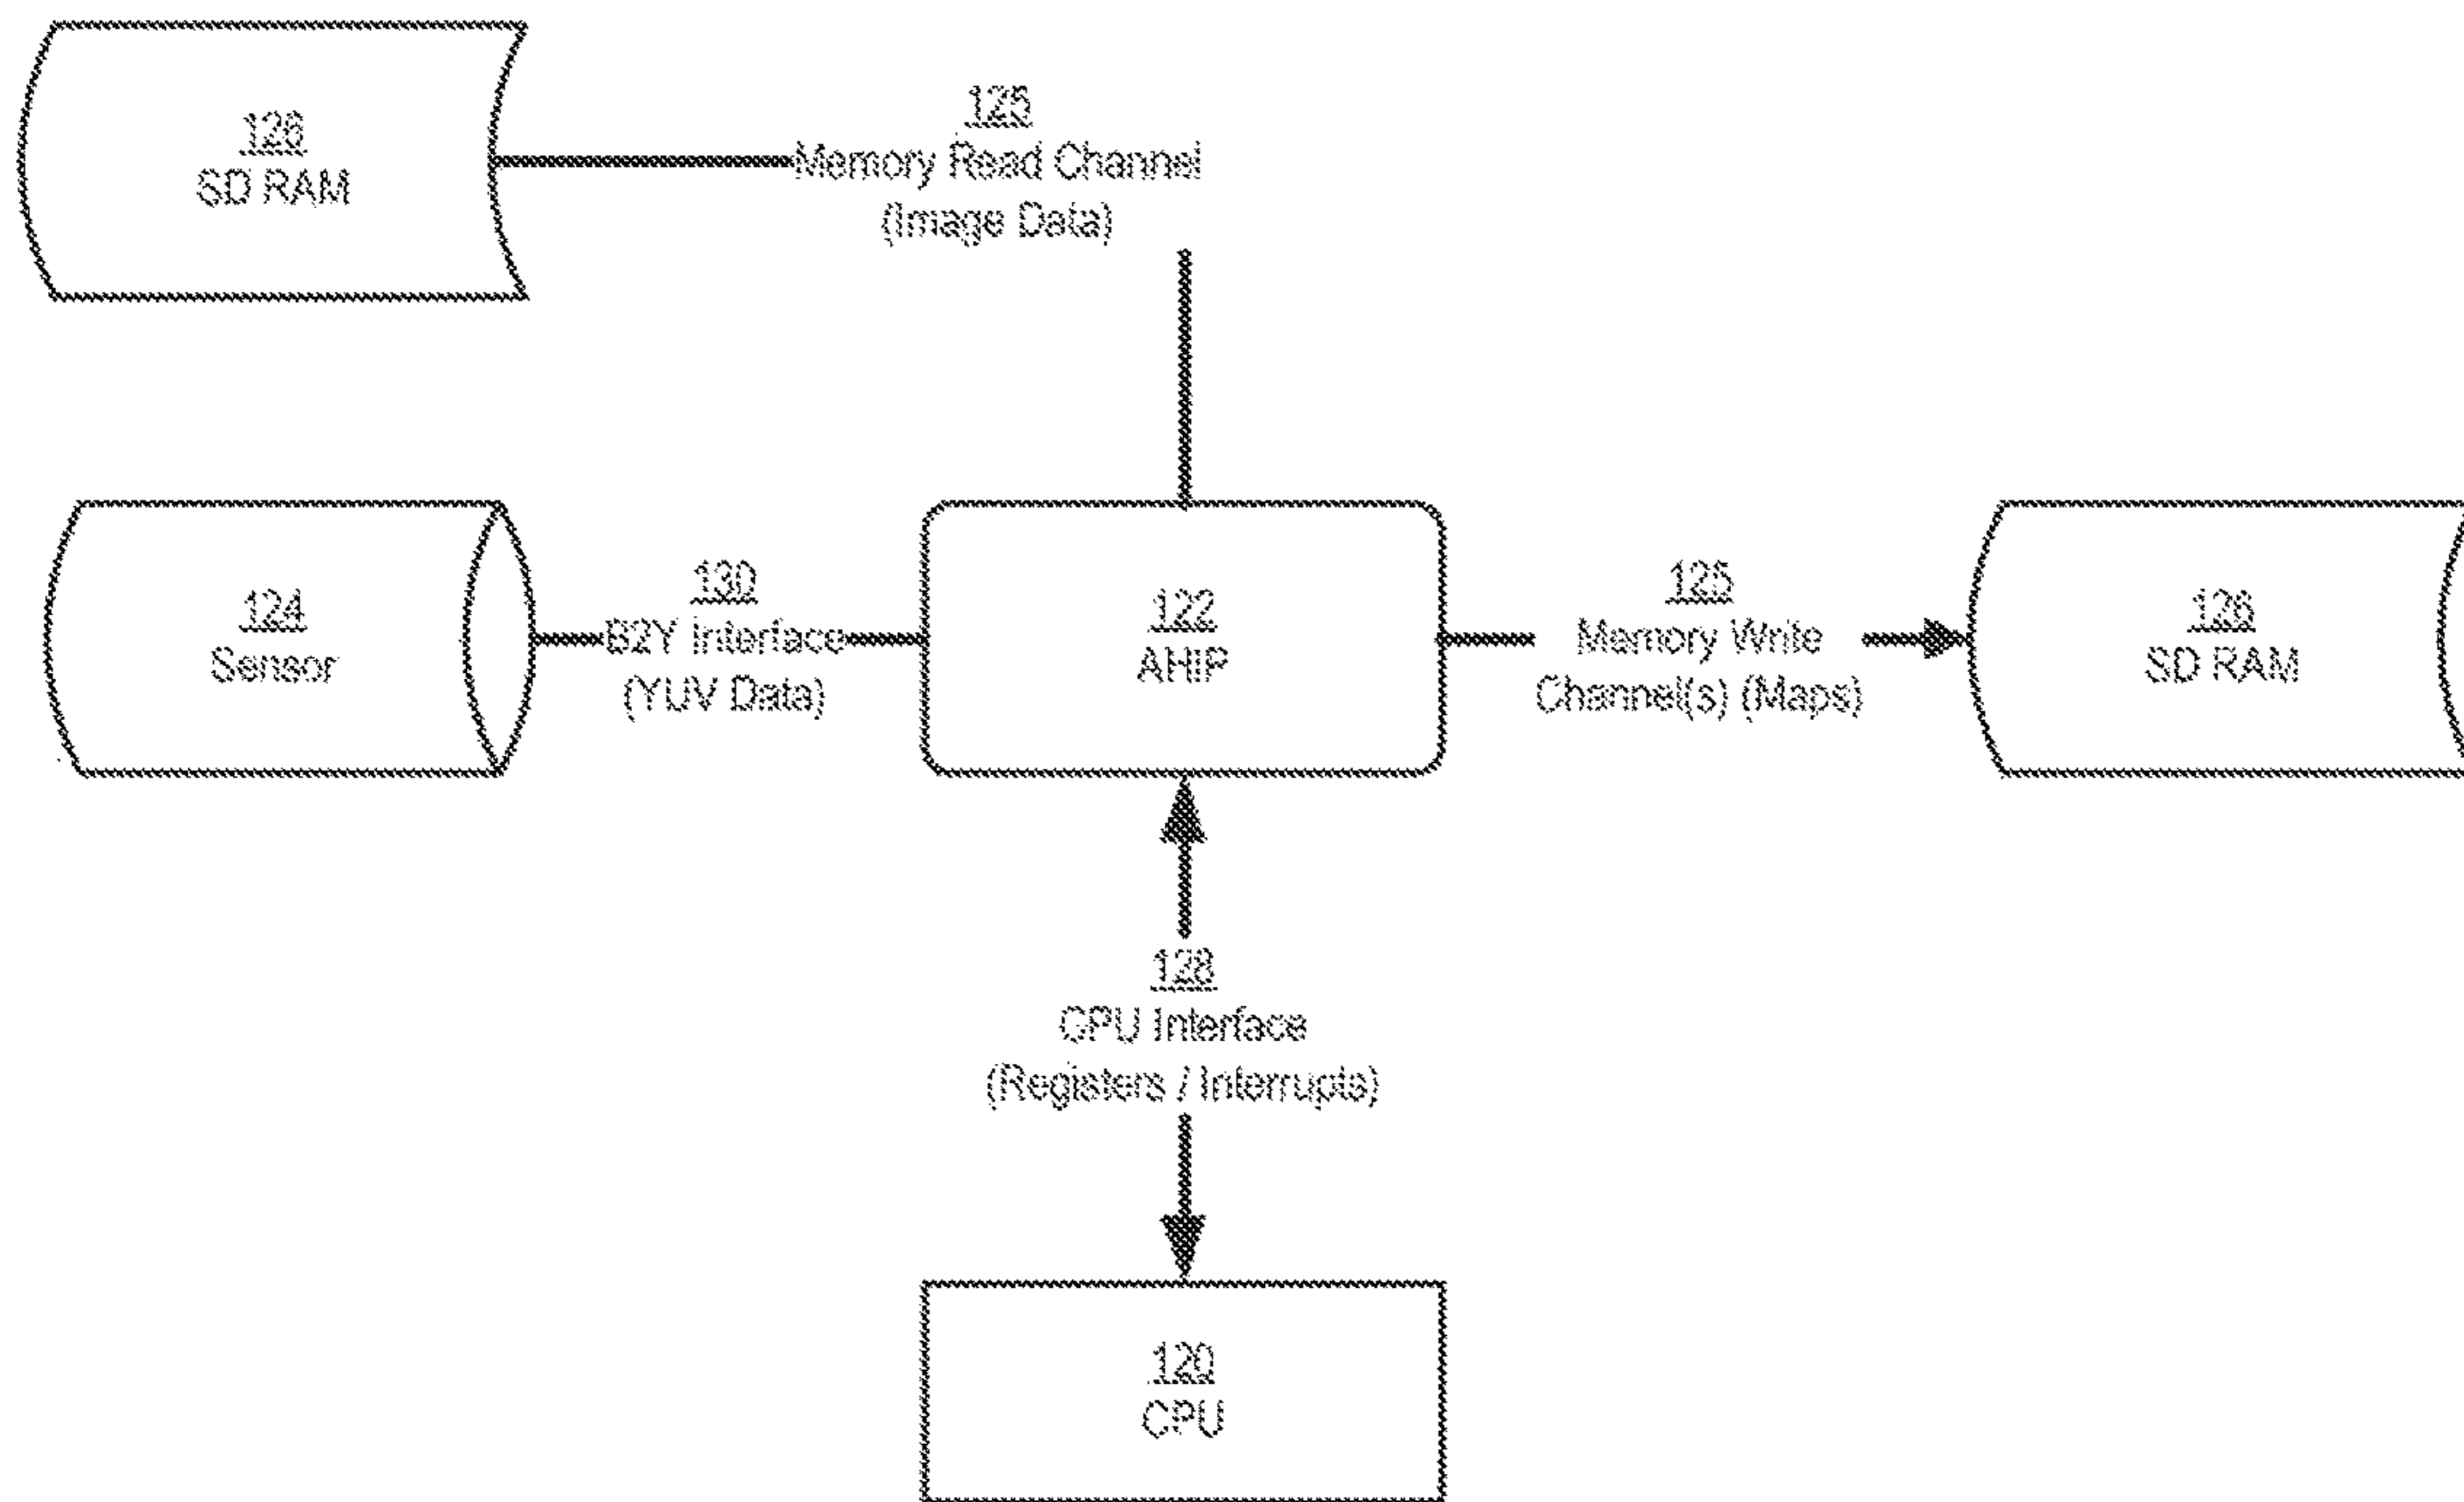 125
126
Memory Read Channel
SD RAM
(Image Data)
124
Sensor
130
B2Y Interface
(YUV Data)
122
AHIP
125
Memory Write
Channel(s) (Maps)
126
SD RAM
128
CPU Interface
(Registers / Interrupts)
120
CPU